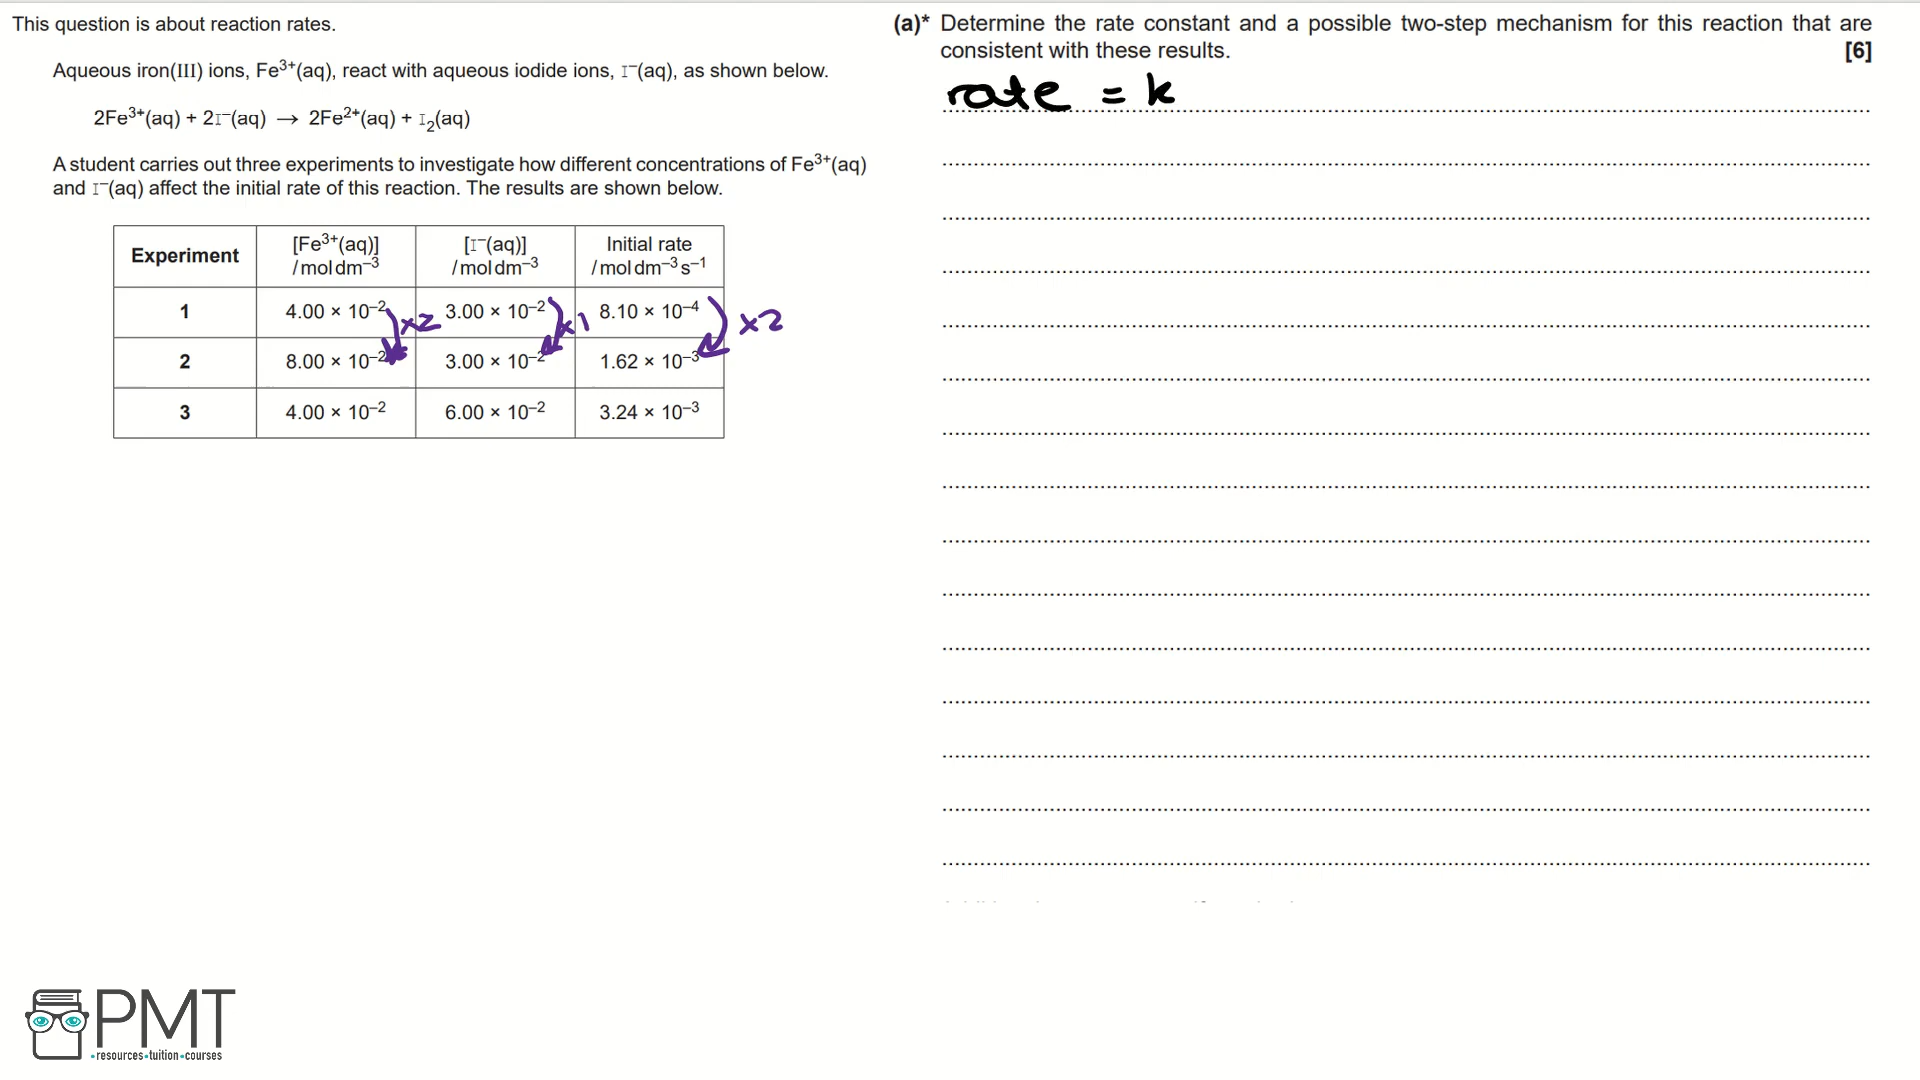 This question is about reaction rates.
Aqueous iron(III) ions, Fe³⁺(aq), react with aqueous iodide ions, I⁻(aq), as shown below.
2Fe³⁺(aq) + 2I⁻(aq) → 2Fe²⁺(aq) + I₂(aq)
A student carries out three experiments to investigate how different concentrations of Fe³⁺(aq)
and I⁻(aq) affect the initial rate of this reaction. The results are shown below.
Experiment [Fe³⁺(aq)] /mol dm⁻³ [I⁻(aq)] /mol dm⁻³ Initial rate /mol dm⁻³ s⁻¹
1 4.00 × 10⁻² 3.00 × 10⁻² 8.10 × 10⁻⁴
×2 ×1 ×2
2 8.00 × 10⁻² 3.00 × 10⁻² 1.62 × 10⁻³
3 4.00 × 10⁻² 6.00 × 10⁻² 3.24 × 10⁻³
(a)* Determine the rate constant and a possible two-step mechanism for this reaction that are
consistent with these results. [6]
rate = k
PMT
•resources•tuition•courses